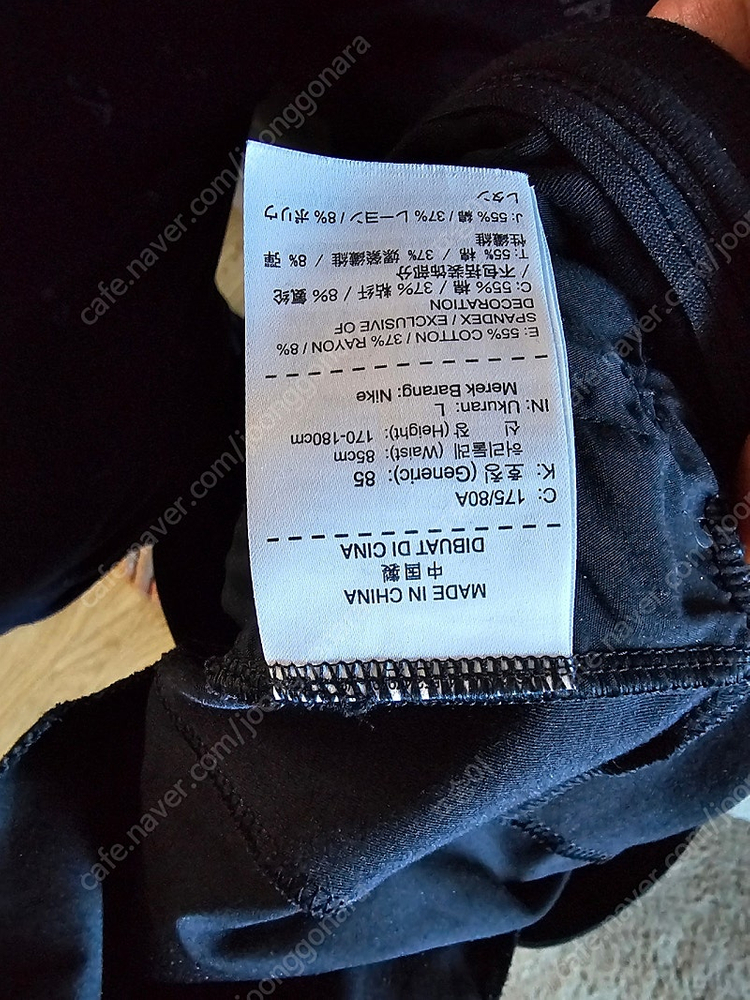 MADE IN CHINA
中国製
DIBUAT DI CINA
C: 175/80A
K: 호칭 (Generic): 85
허리둘레 (Waist): 85cm
신 장 (Height): 170-180cm
IN: Ukuran: L
Merek Barang: Nike
E: 55% COTTON / 37% RAYON / 8%
SPANDEX / EXCLUSIVE OF
DECORATION
C: 55% 棉 / 37% 粘纤 / 8% 氨纶
/ 不包括装饰部分
T: 55% 棉 / 37% 嫘縈纖維 / 8% 彈
性纖維
J: 55% 綿 / 37% レーヨン / 8% ポリウ
レタン
cafe.naver.com/joonggonara